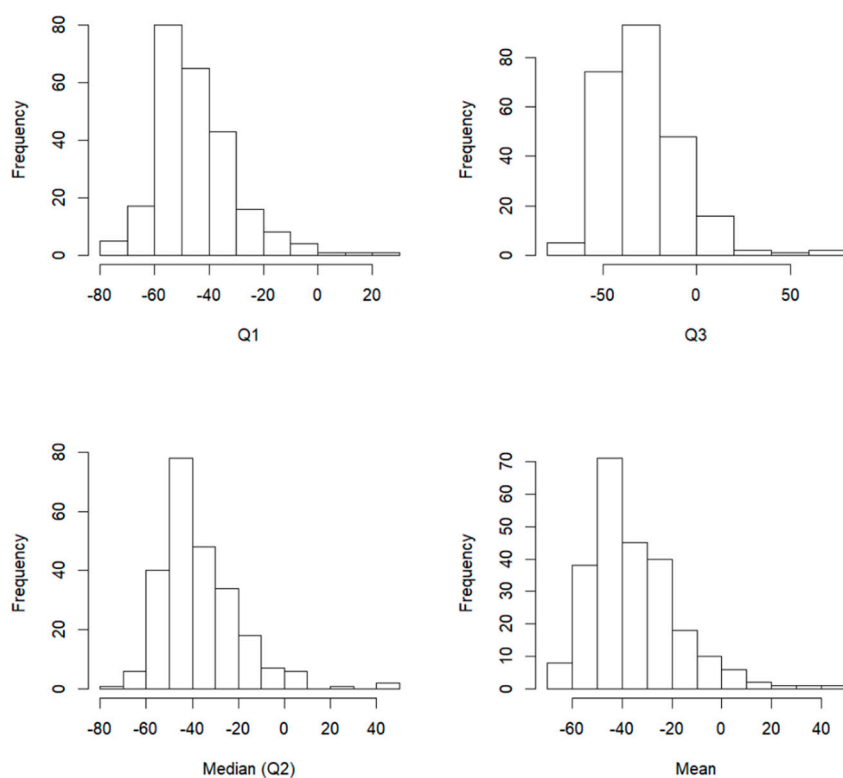 Frequency
0 20 40 60 80
-80 -60 -40 -20 0 20
Q1
Frequency
0 20 40 60 80
-50 0 50
Q3
Frequency
0 20 40 60 80
-80 -60 -40 -20 0 20 40
Median (Q2)
Frequency
0 10 20 30 40 50 60 70
-60 -40 -20 0 20 40
Mean